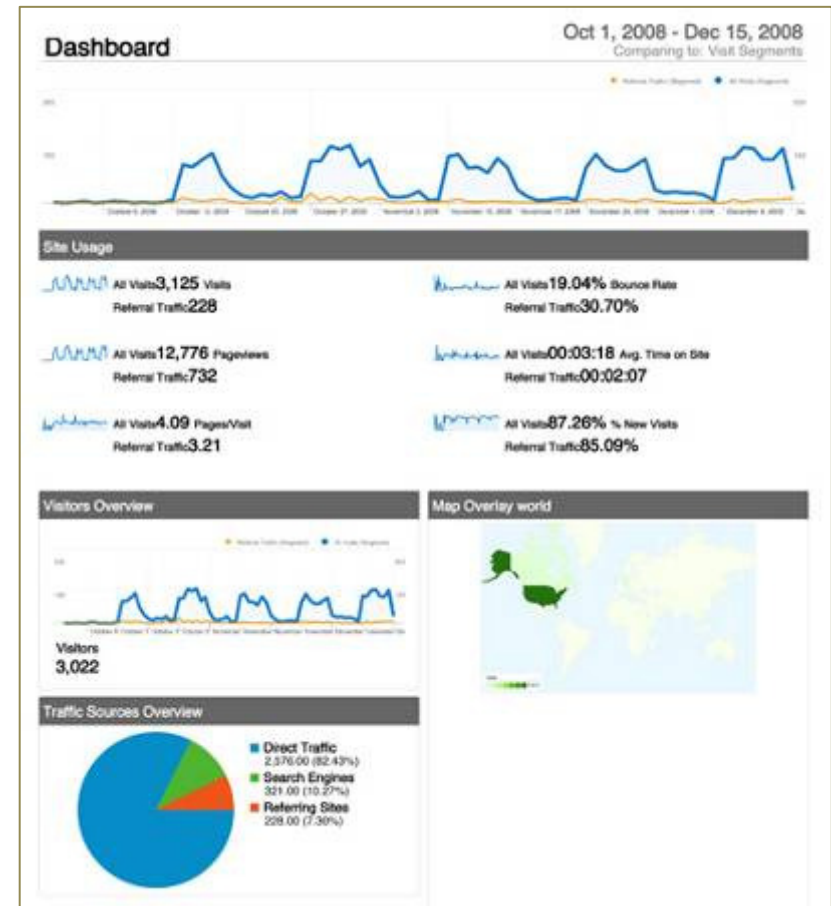 Dashboard
Oct 1, 2008 - Dec 15, 2008
Comparing to: Visit Segments
Site Usage
All Visits3,125 Visits
Referral Traffic228
All Visits12,776 Pageviews
Referral Traffic732
All Visits4.09 Pages/Visit
Referral Traffic3.21
All Visits19.04% Bounce Rate
Referral Traffic30.70%
All Visits00:03:18 Avg. Time on Site
Referral Traffic00:02:07
All Visits87.26% % New Visits
Referral Traffic85.09%
Visitors Overview
Visitors
3,022
Map Overlay world
Traffic Sources Overview
Direct Traffic
2,576.00 (82.43%)
Search Engines
321.00 (10.27%)
Referring Sites
228.00 (7.30%)